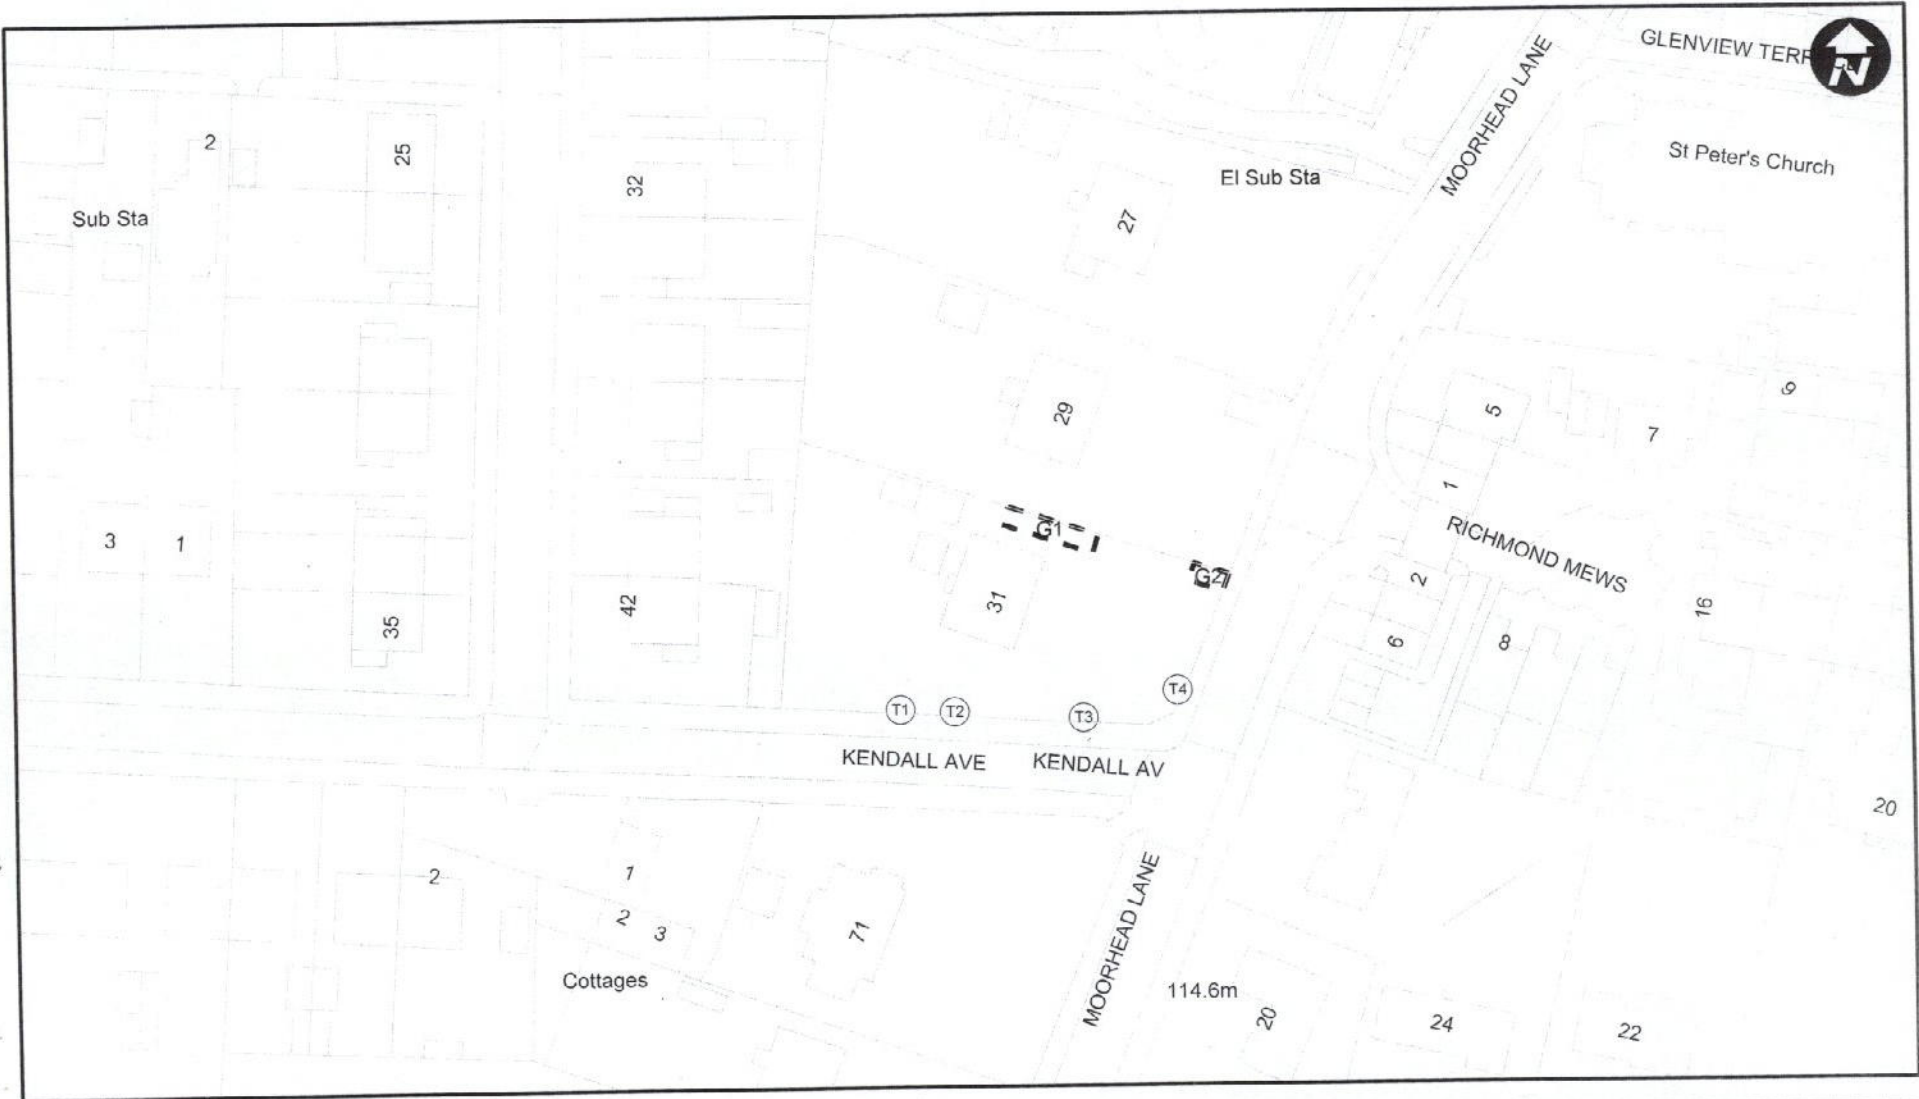 GLENVIEW TERR
N
MOORHEAD LANE
St Peter's Church
El Sub Sta
2
25
32
27
Sub Sta
29
5
9
7
1
G1
RICHMOND MEWS
3
1
G2
2
16
31
42
35
6
8
T4
T1
T2
T3
KENDALL AVE
KENDALL AV
20
2
1
2
3
71
MOORHEAD LANE
Cottages
114.6m
20
24
22